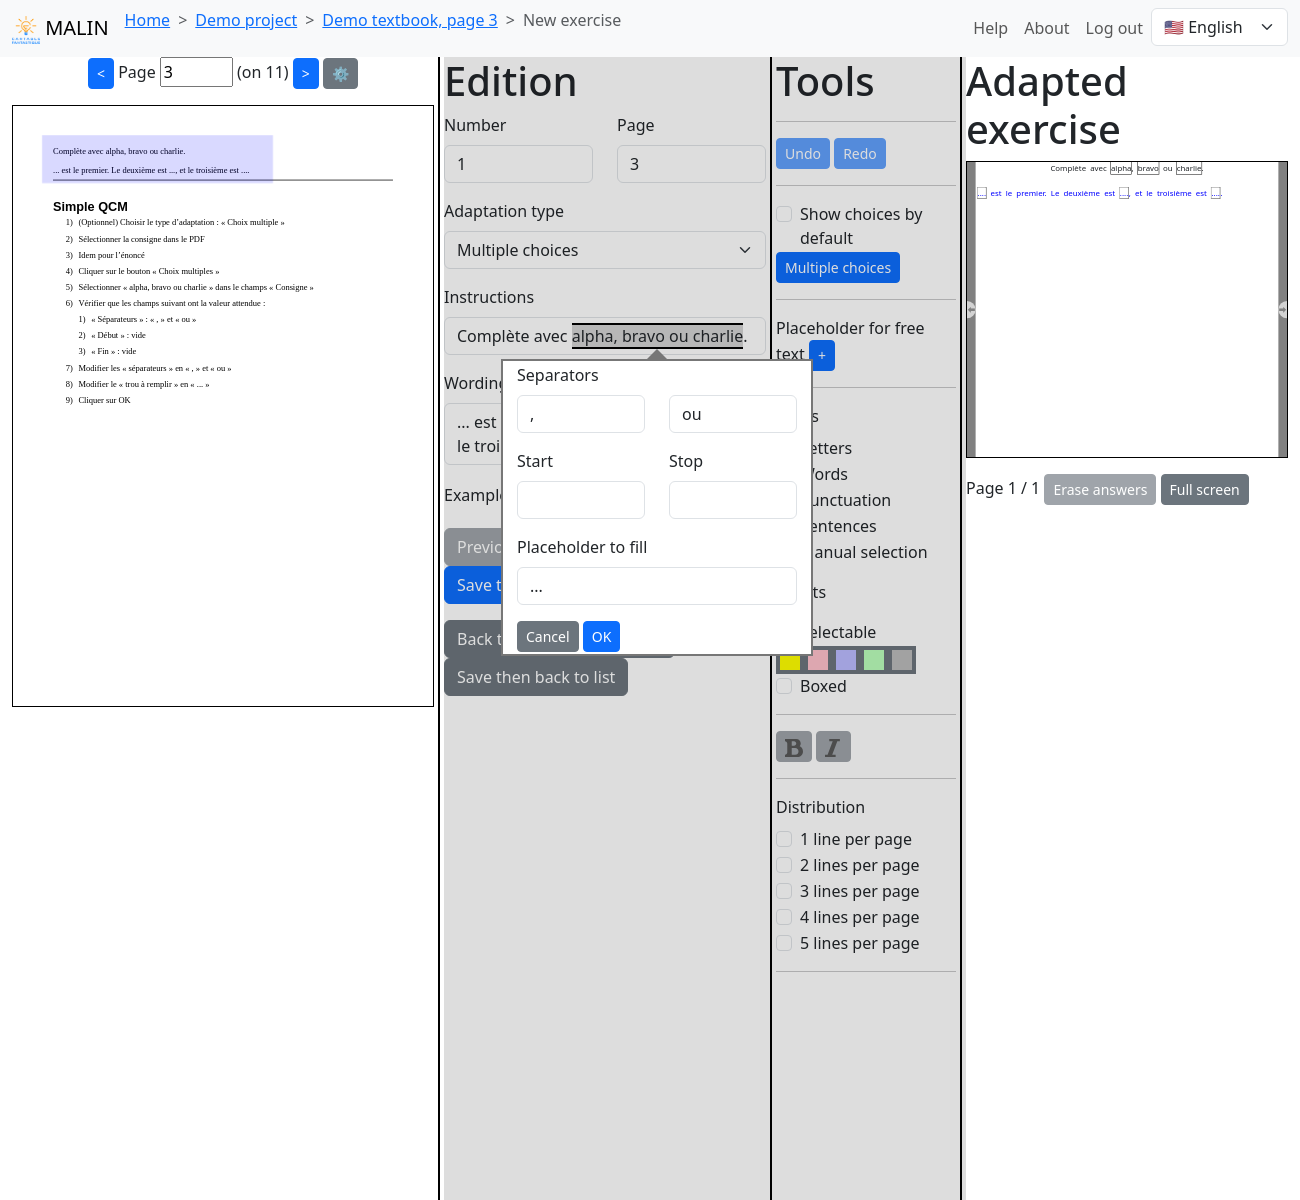 MALIN
Home > Demo project > Demo textbook, page 3 > New exercise
Help About Log out 🇺🇸 English
< Page 3 (on 11) >
Complète avec alpha, bravo ou charlie.
... est le premier. Le deuxième est ..., et le troisième est ....
Simple QCM
1) (Optionnel) Choisir le type d'adaptation : « Choix multiple »
2) Sélectionner la consigne dans le PDF
3) Idem pour l'énoncé
4) Cliquer sur le bouton « Choix multiples »
5) Sélectionner « alpha, bravo ou charlie » dans le champs « Consigne »
6) Vérifier que les champs suivant ont la valeur attendue :
1) « Séparateurs » : « , » et « ou »
2) « Début » : vide
3) « Fin » : vide
7) Modifier les « séparateurs » en « , » et « ou »
8) Modifier le « trou à remplir » en « ... »
9) Cliquer sur OK
Edition
Number Page
1 3
Adaptation type
Multiple choices
Instructions
Complète avec alpha, bravo ou charlie.
Wording
... est
le troi
Example
Previo
Save t
Back t
Save then back to list
Separators
, ou
Start Stop
Placeholder to fill
...
Cancel OK
Tools
Undo Redo
Show choices by
default
Multiple choices
Placeholder for free
text +
s
etters
ords
unctuation
entences
anual selection
ts
electable
Boxed
B I
Distribution
1 line per page
2 lines per page
3 lines per page
4 lines per page
5 lines per page
Adapted
exercise
Complète avec alpha, bravo ou charlie.
.... est le premier. Le deuxième est ...., et le troisième est ....
Page 1 / 1 Erase answers Full screen